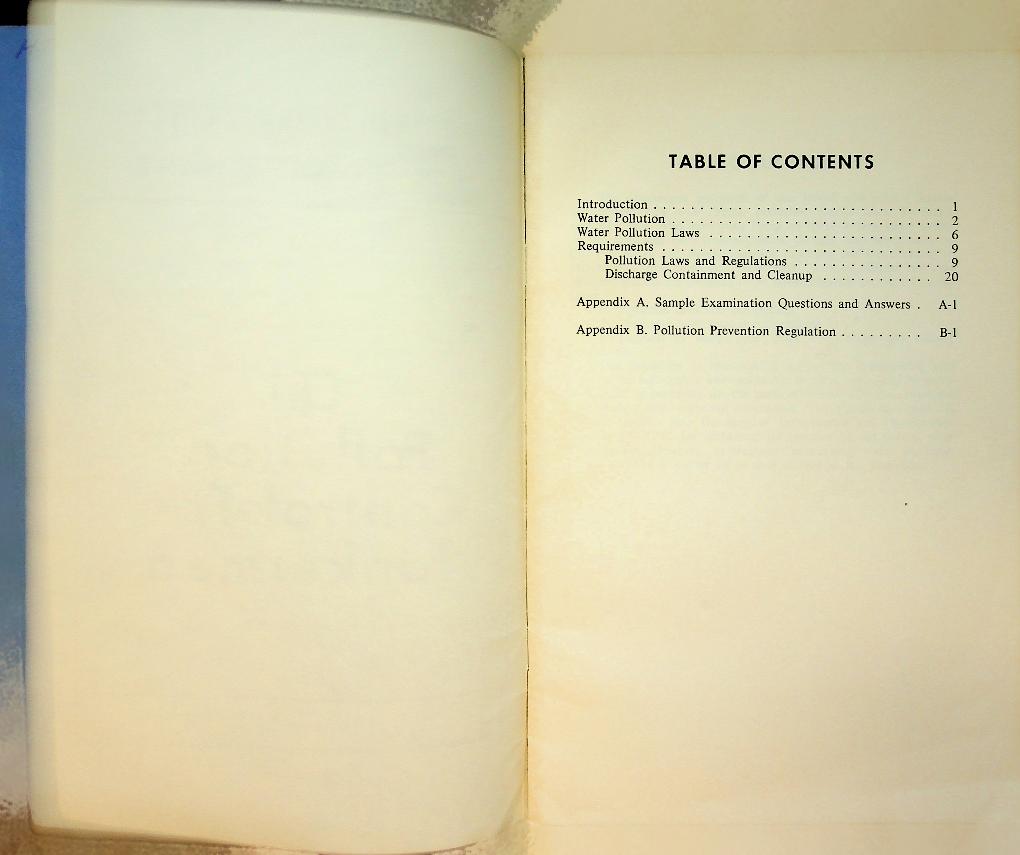 TABLE OF CONTENTS
Introduction . . . . . . . . . . . . . . . . . . . . . . . . . . . . . . . 1
Water Pollution . . . . . . . . . . . . . . . . . . . . . . . . . . . . . 2
Water Pollution Laws . . . . . . . . . . . . . . . . . . . . . . . . . 6
Requirements . . . . . . . . . . . . . . . . . . . . . . . . . . . . . . 9
Pollution Laws and Regulations . . . . . . . . . . . . . . . . 9
Discharge Containment and Cleanup . . . . . . . . . . . . 20
Appendix A. Sample Examination Questions and Answers . A-1
Appendix B. Pollution Prevention Regulation . . . . . . . . . B-1